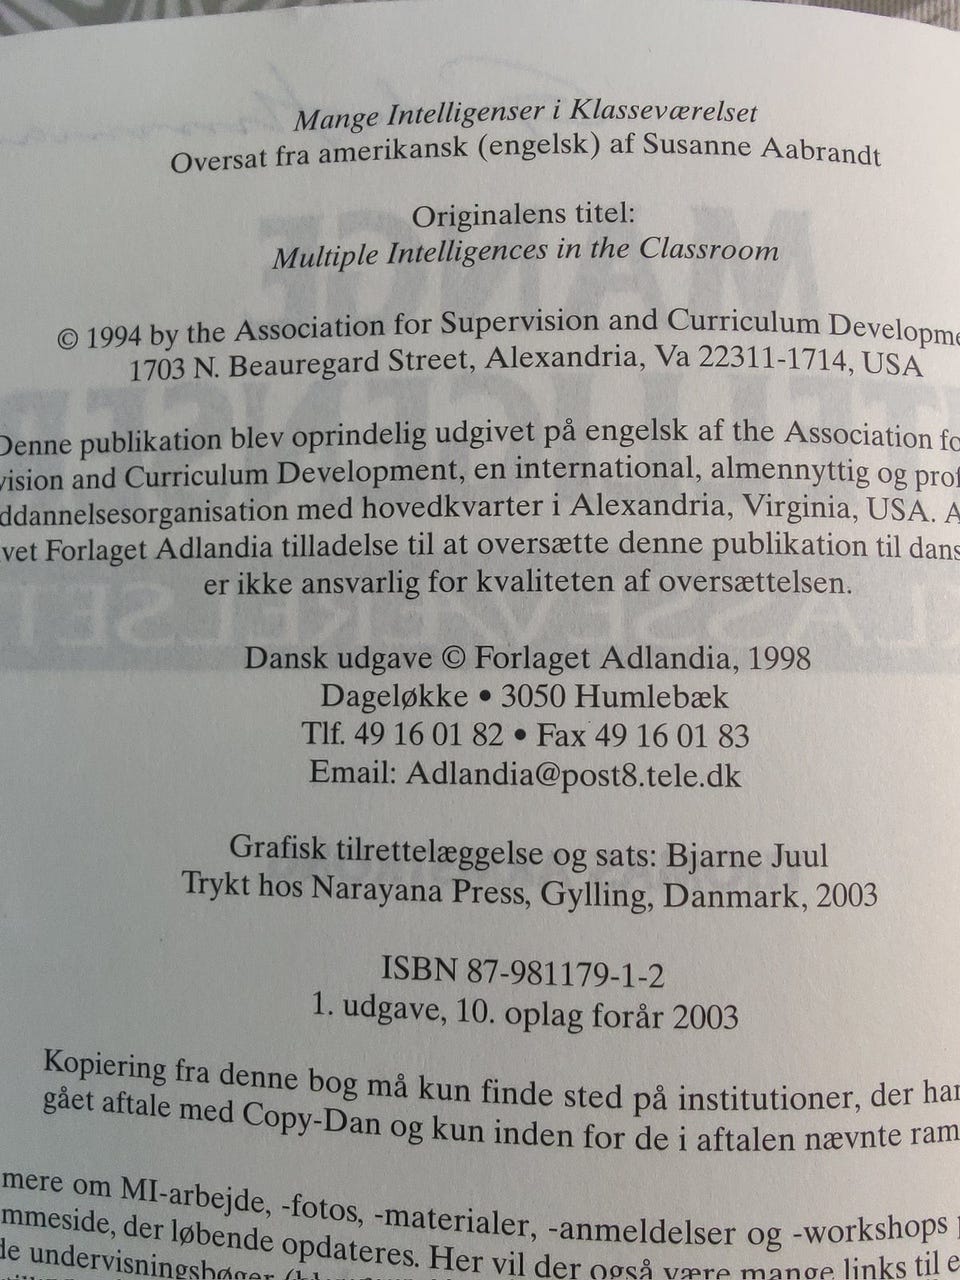 Mange Intelligenser i Klasseværelset
Oversat fra amerikansk (engelsk) af Susanne Aabrandt
Originalens titel:
Multiple Intelligences in the Classroom
© 1994 by the Association for Supervision and Curriculum Developme
1703 N. Beauregard Street, Alexandria, Va 22311-1714, USA
Denne publikation blev oprindelig udgivet på engelsk af the Association fo
vision and Curriculum Development, en international, almennyttig og prof
ddannelsesorganisation med hovedkvarter i Alexandria, Virginia, USA. A
vet Forlaget Adlandia tilladelse til at oversætte denne publikation til dans
er ikke ansvarlig for kvaliteten af oversættelsen.
Dansk udgave © Forlaget Adlandia, 1998
Dageløkke • 3050 Humlebæk
Tlf. 49 16 01 82 • Fax 49 16 01 83
Email: Adlandia@post8.tele.dk
Grafisk tilrettelæggelse og sats: Bjarne Juul
Trykt hos Narayana Press, Gylling, Danmark, 2003
ISBN 87-981179-1-2
1. udgave, 10. oplag forår 2003
Kopiering fra denne bog må kun finde sted på institutioner, der har
gået aftale med Copy-Dan og kun inden for de i aftalen nævnte ram
mere om MI-arbejde, -fotos, -materialer, -anmeldelser og -workshops
mmeside, der løbende opdateres. Her vil der også være mange links til e
de undervisningsbøger